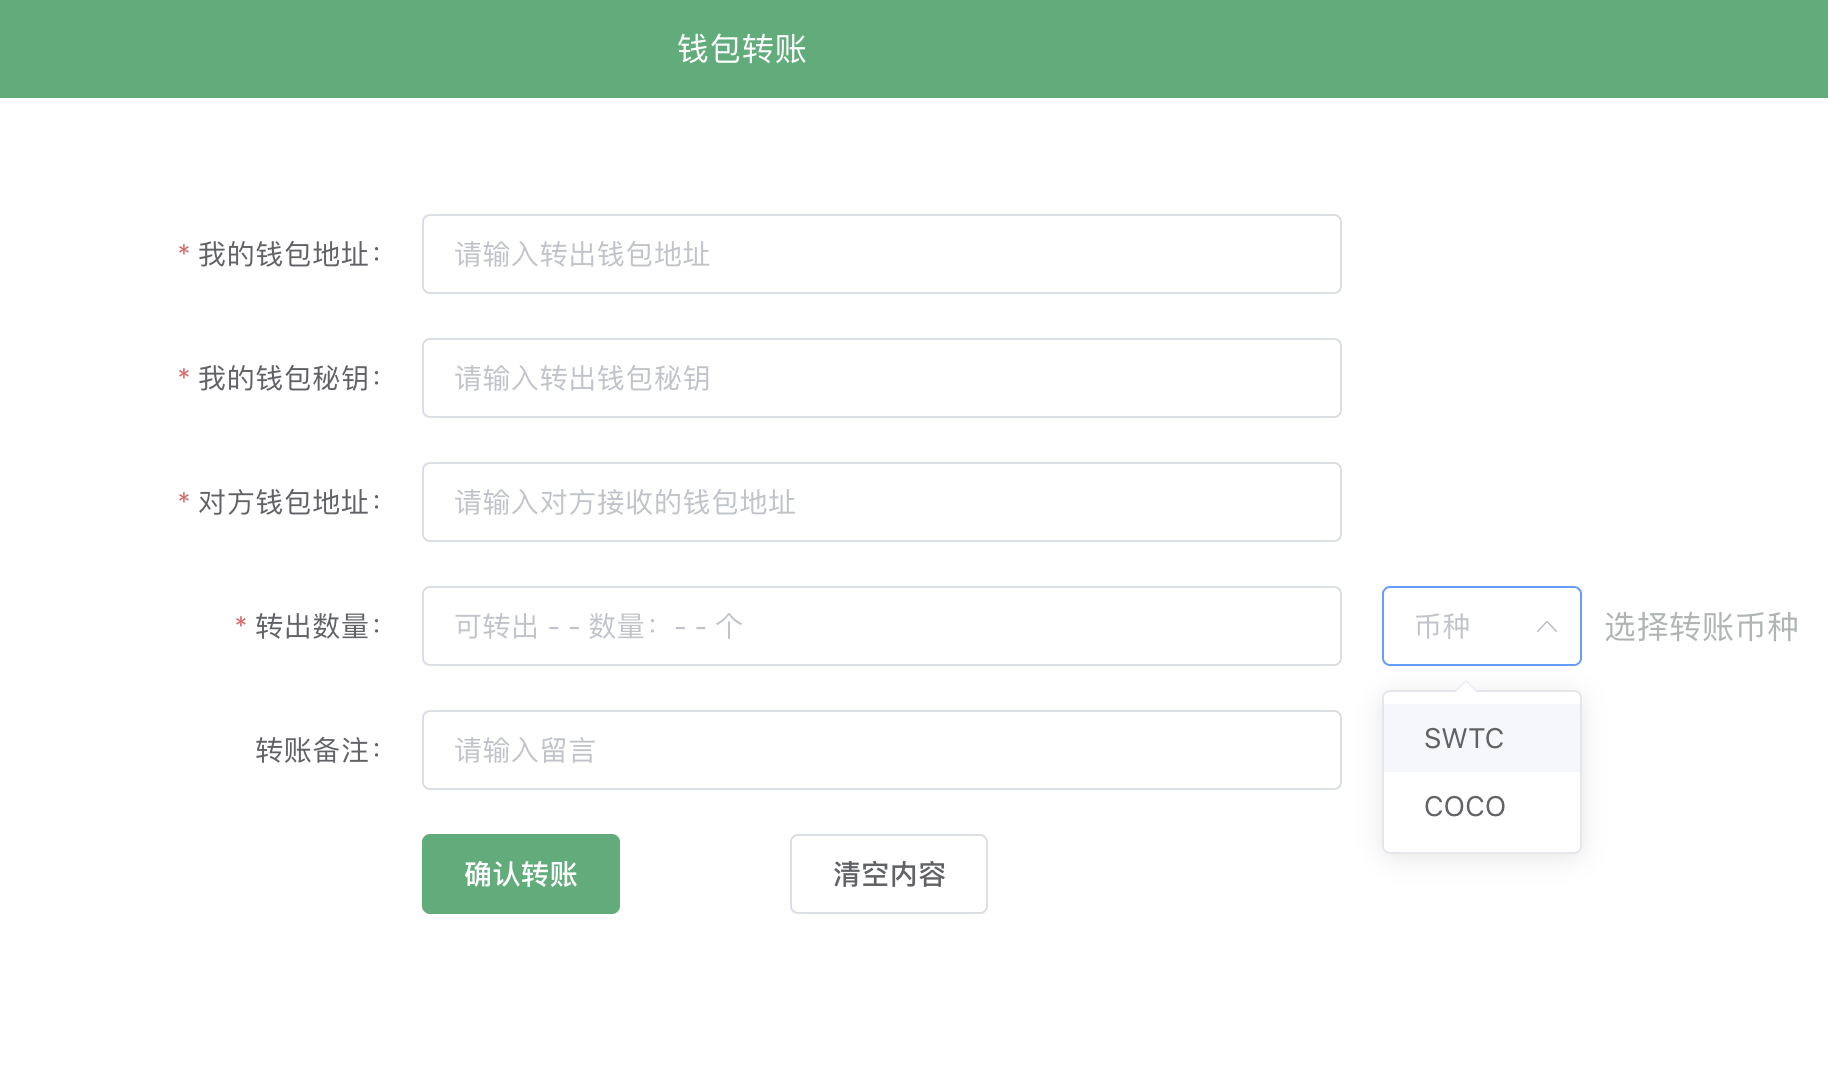 钱包转账
* 我的钱包地址： 请输入转出钱包地址
* 我的钱包秘钥： 请输入转出钱包秘钥
* 对方钱包地址： 请输入对方接收的钱包地址
* 转出数量： 可转出 - - 数量：- - 个 币种 选择转账币种
SWTC
COCO
转账备注： 请输入留言
确认转账 清空内容